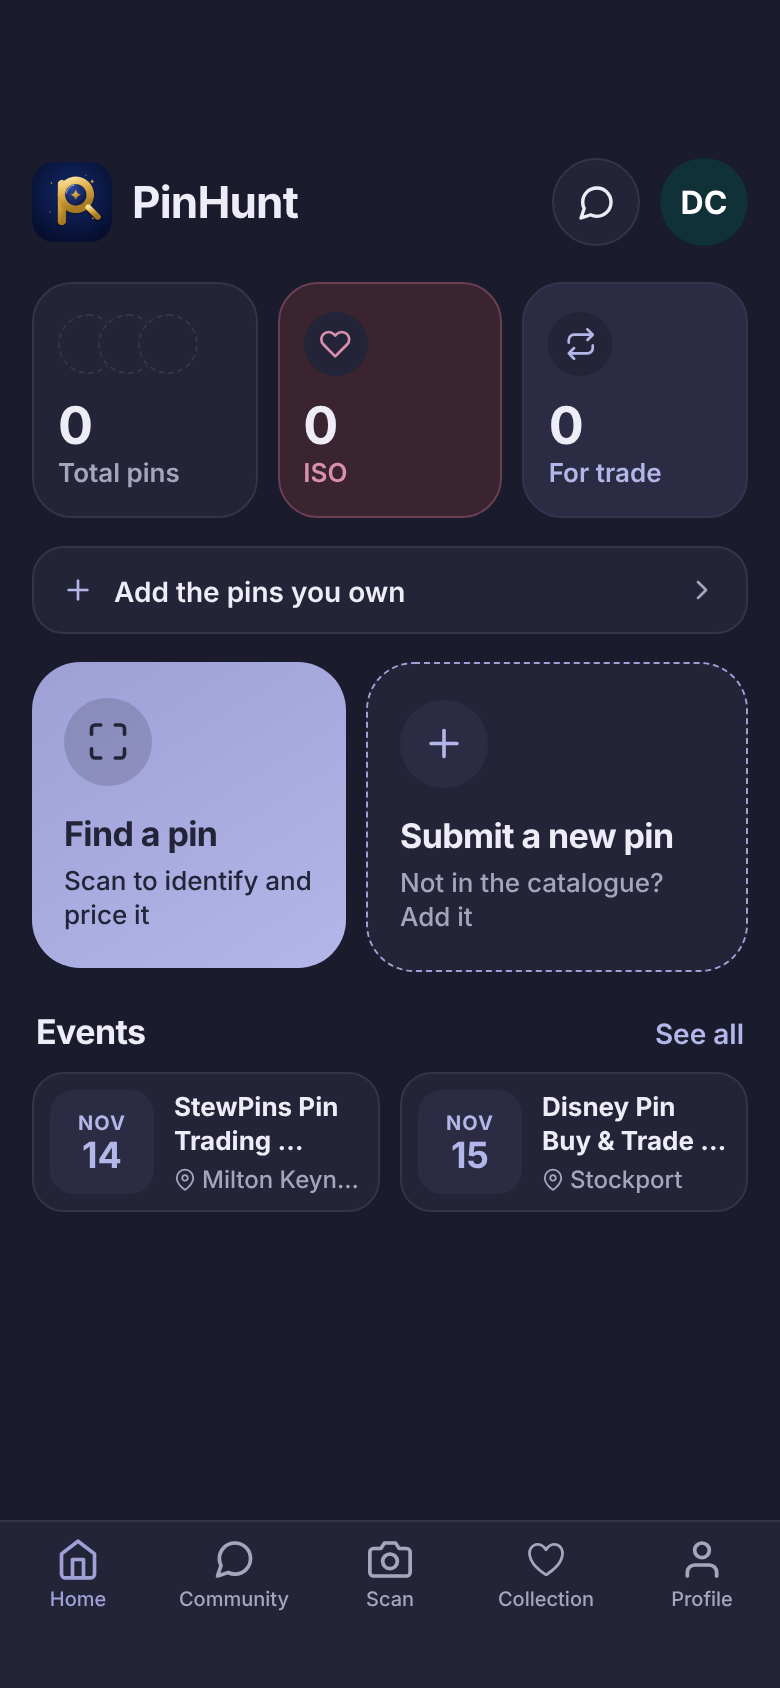 PinHunt
DC
0
Total pins
0
ISO
0
For trade
Add the pins you own
Find a pin
Scan to identify and
price it
Submit a new pin
Not in the catalogue?
Add it
Events
See all
NOV
14
StewPins Pin
Trading ...
Milton Keyn...
NOV
15
Disney Pin
Buy & Trade ...
Stockport
Home
Community
Scan
Collection
Profile